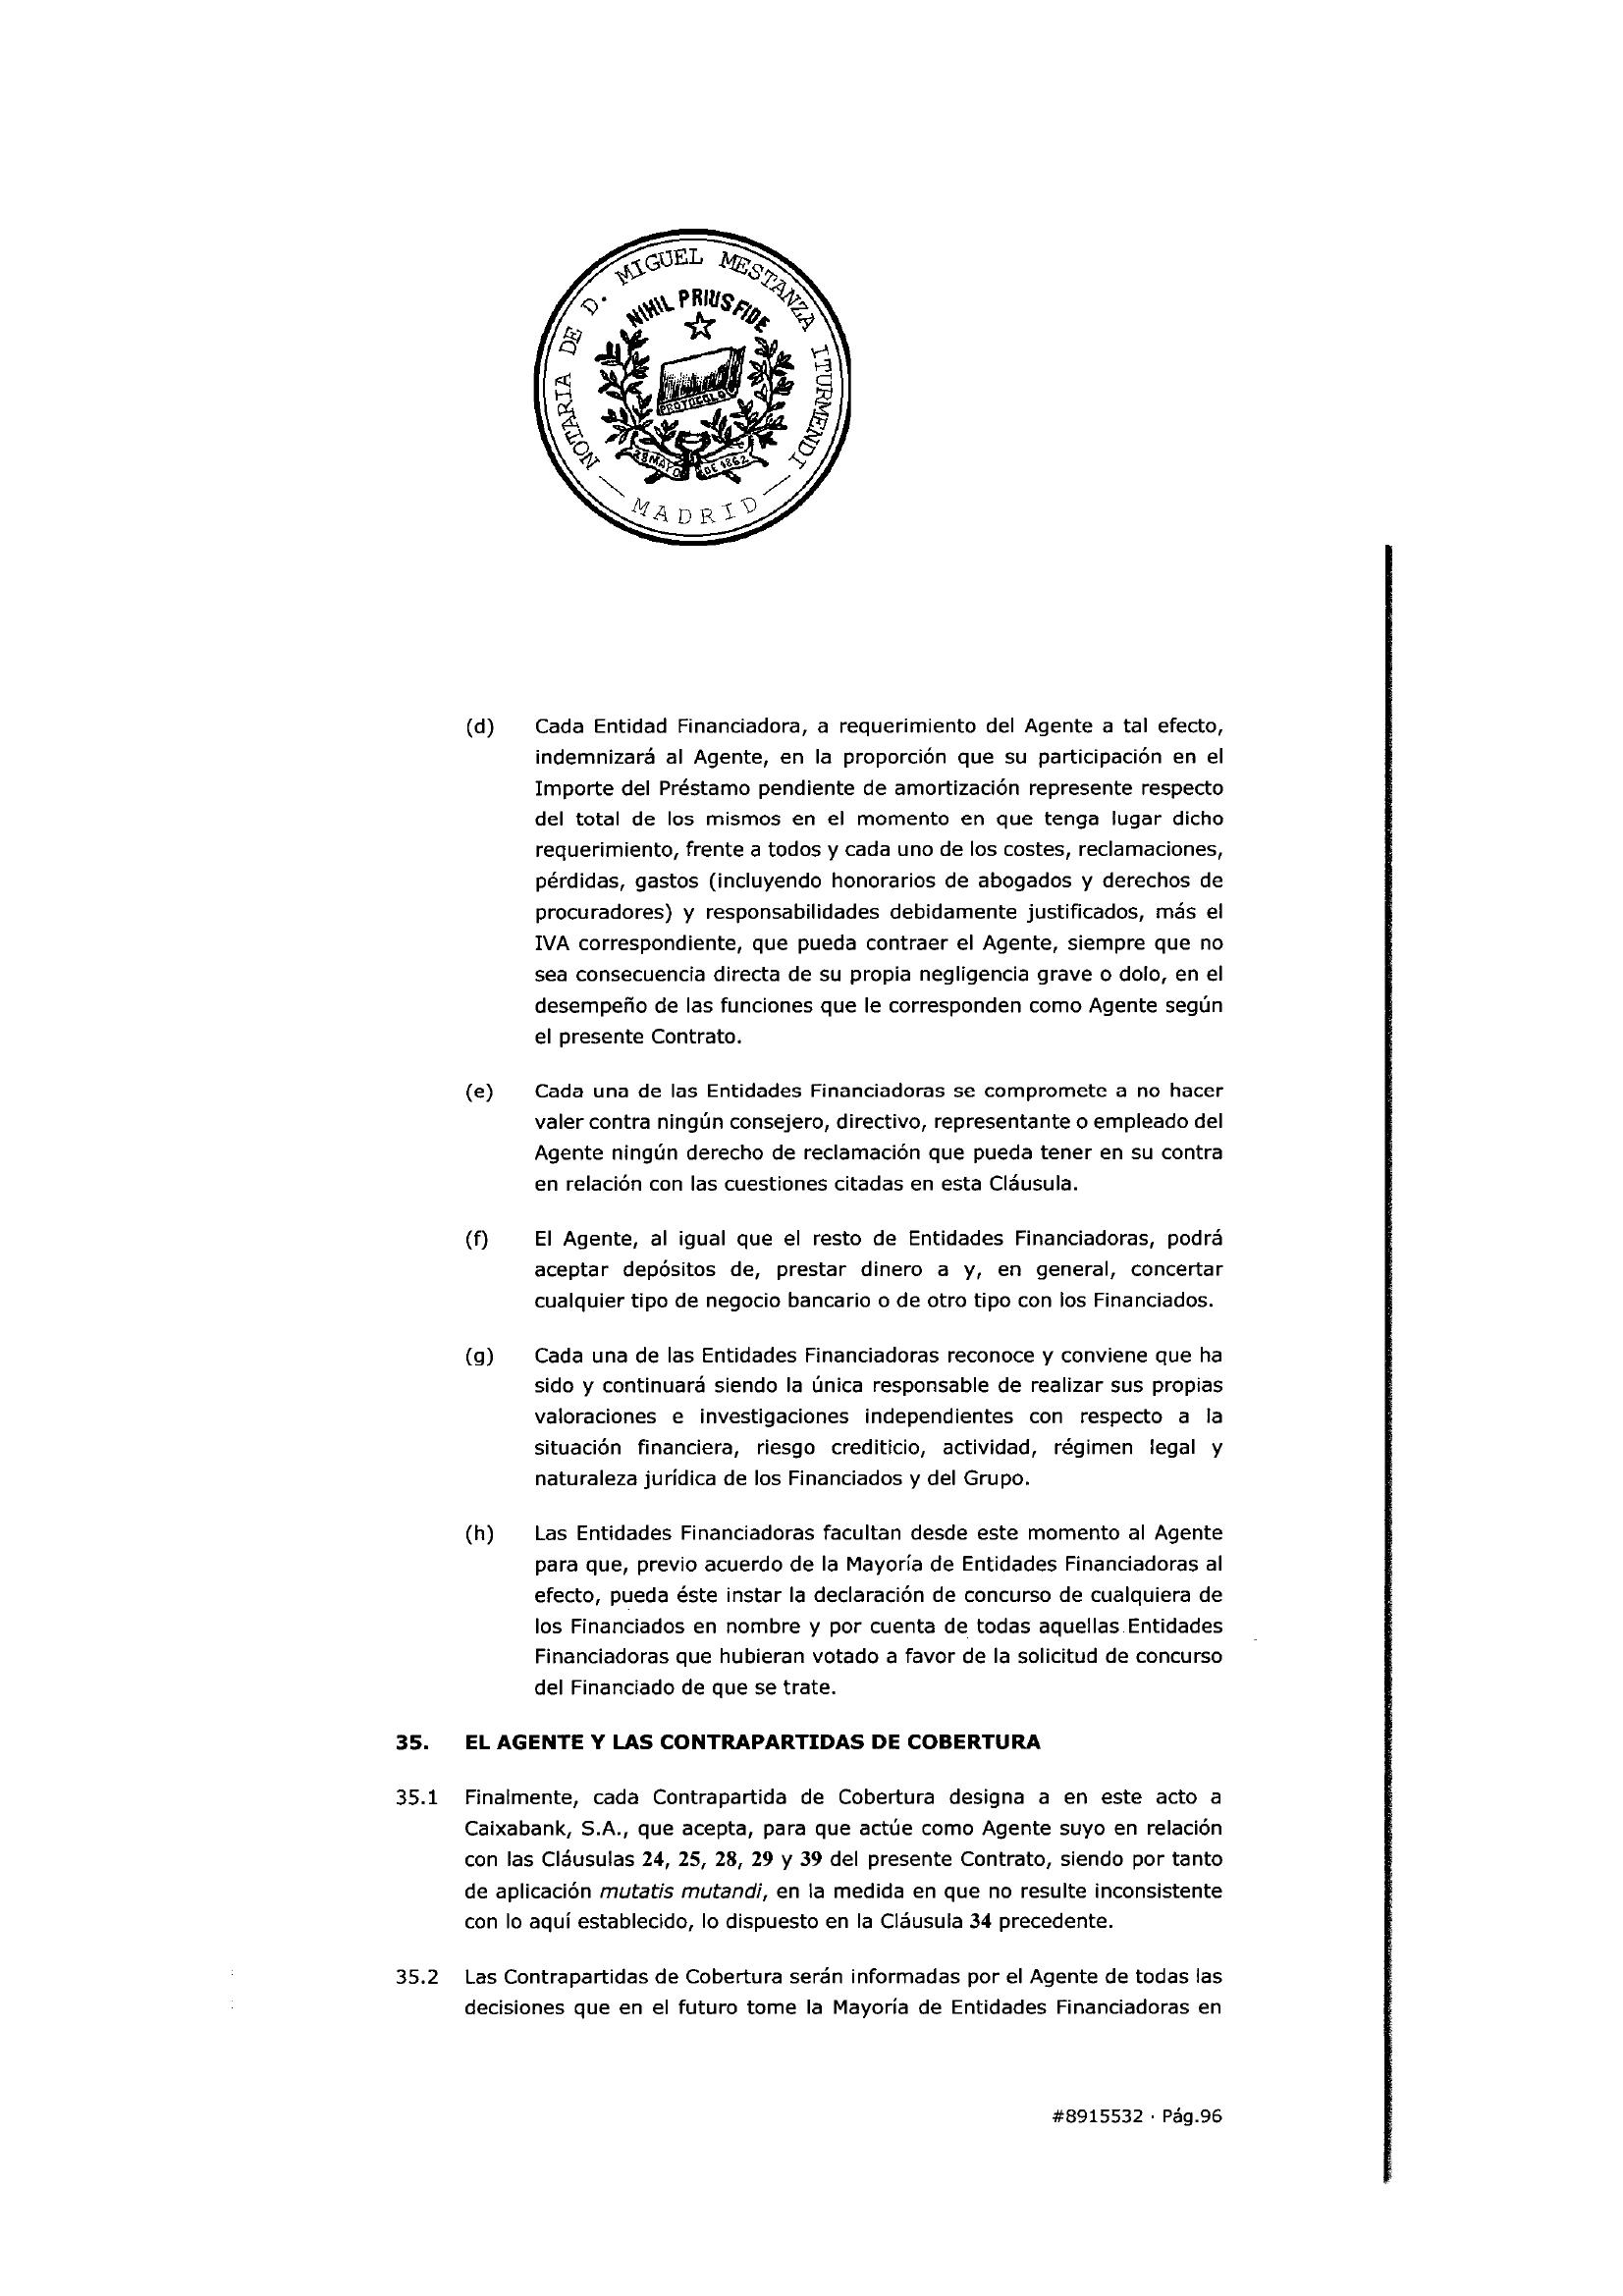 NOTARIA DE D. MIGUEL MESTANZA ITURMENDI
NIHIL PRIUS FIDE
PROTOCOLO
28 MAYO DE 1862
— MADRID —
(d) Cada Entidad Financiadora, a requerimiento del Agente a tal efecto,
indemnizará al Agente, en la proporción que su participación en el
Importe del Préstamo pendiente de amortización represente respecto
del total de los mismos en el momento en que tenga lugar dicho
requerimiento, frente a todos y cada uno de los costes, reclamaciones,
pérdidas, gastos (incluyendo honorarios de abogados y derechos de
procuradores) y responsabilidades debidamente justificados, más el
IVA correspondiente, que pueda contraer el Agente, siempre que no
sea consecuencia directa de su propia negligencia grave o dolo, en el
desempeño de las funciones que le corresponden como Agente según
el presente Contrato.
(e) Cada una de las Entidades Financiadoras se compromete a no hacer
valer contra ningún consejero, directivo, representante o empleado del
Agente ningún derecho de reclamación que pueda tener en su contra
en relación con las cuestiones citadas en esta Cláusula.
(f) El Agente, al igual que el resto de Entidades Financiadoras, podrá
aceptar depósitos de, prestar dinero a y, en general, concertar
cualquier tipo de negocio bancario o de otro tipo con los Financiados.
(g) Cada una de las Entidades Financiadoras reconoce y conviene que ha
sido y continuará siendo la única responsable de realizar sus propias
valoraciones e investigaciones independientes con respecto a la
situación financiera, riesgo crediticio, actividad, régimen legal y
naturaleza jurídica de los Financiados y del Grupo.
(h) Las Entidades Financiadoras facultan desde este momento al Agente
para que, previo acuerdo de la Mayoría de Entidades Financiadoras al
efecto, pueda éste instar la declaración de concurso de cualquiera de
los Financiados en nombre y por cuenta de todas aquellas Entidades
Financiadoras que hubieran votado a favor de la solicitud de concurso
del Financiado de que se trate.
35. EL AGENTE Y LAS CONTRAPARTIDAS DE COBERTURA
35.1 Finalmente, cada Contrapartida de Cobertura designa a en este acto a
Caixabank, S.A., que acepta, para que actúe como Agente suyo en relación
con las Cláusulas 24, 25, 28, 29 y 39 del presente Contrato, siendo por tanto
de aplicación mutatis mutandi, en la medida en que no resulte inconsistente
con lo aquí establecido, lo dispuesto en la Cláusula 34 precedente.
35.2 Las Contrapartidas de Cobertura serán informadas por el Agente de todas las
decisiones que en el futuro tome la Mayoría de Entidades Financiadoras en
#8915532 · Pág.96